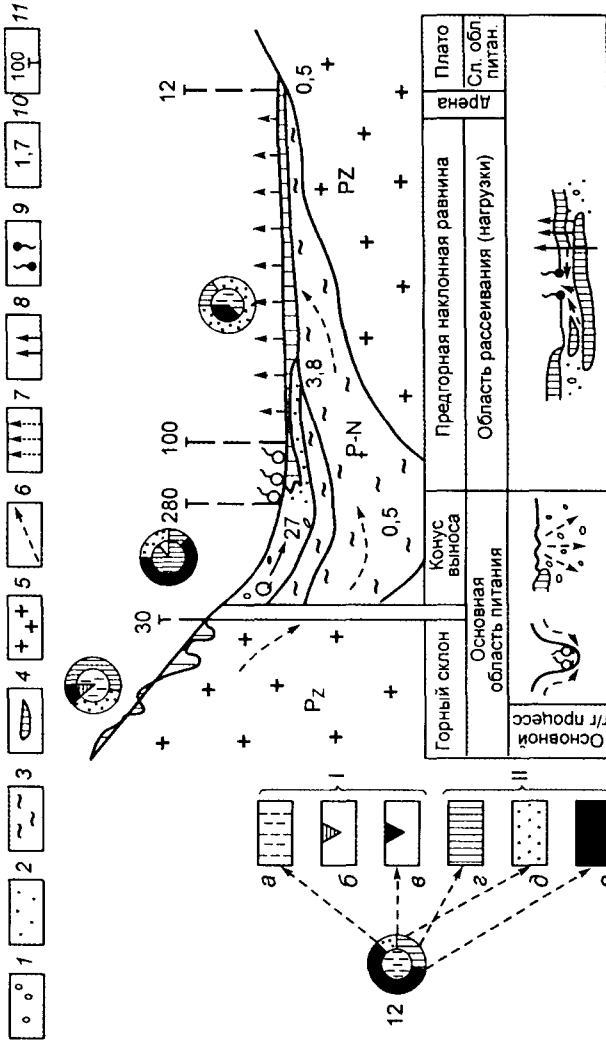 1 2 3 4 5 6 7 8 9 10 11
1,7
100
30 280 100 12
27
3,8
0,5
P-N
0,5
PZ
PZ
Горный склон
Конус выноса
Предгорная наклонная равнина
дрена
Плато
Основная область питания
Область рассеивания (нагрузки)
Сл. обл. питан.
Основной г/г процесс
12
а
б
в
I
г
д
II